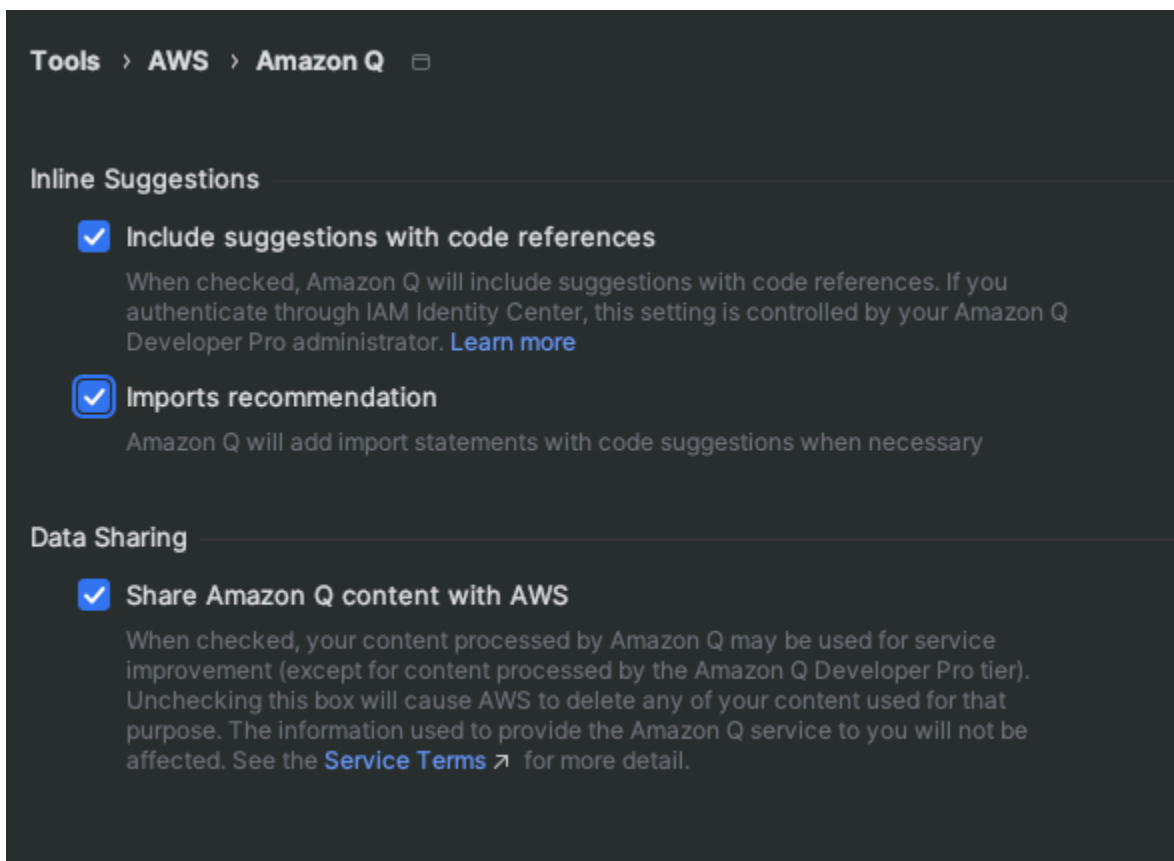 Tools › AWS › Amazon Q
Inline Suggestions
Include suggestions with code references
When checked, Amazon Q will include suggestions with code references. If you
authenticate through IAM Identity Center, this setting is controlled by your Amazon Q
Developer Pro administrator. Learn more
Imports recommendation
Amazon Q will add import statements with code suggestions when necessary
Data Sharing
Share Amazon Q content with AWS
When checked, your content processed by Amazon Q may be used for service
improvement (except for content processed by the Amazon Q Developer Pro tier).
Unchecking this box will cause AWS to delete any of your content used for that
purpose. The information used to provide the Amazon Q service to you will not be
affected. See the Service Terms ↗ for more detail.